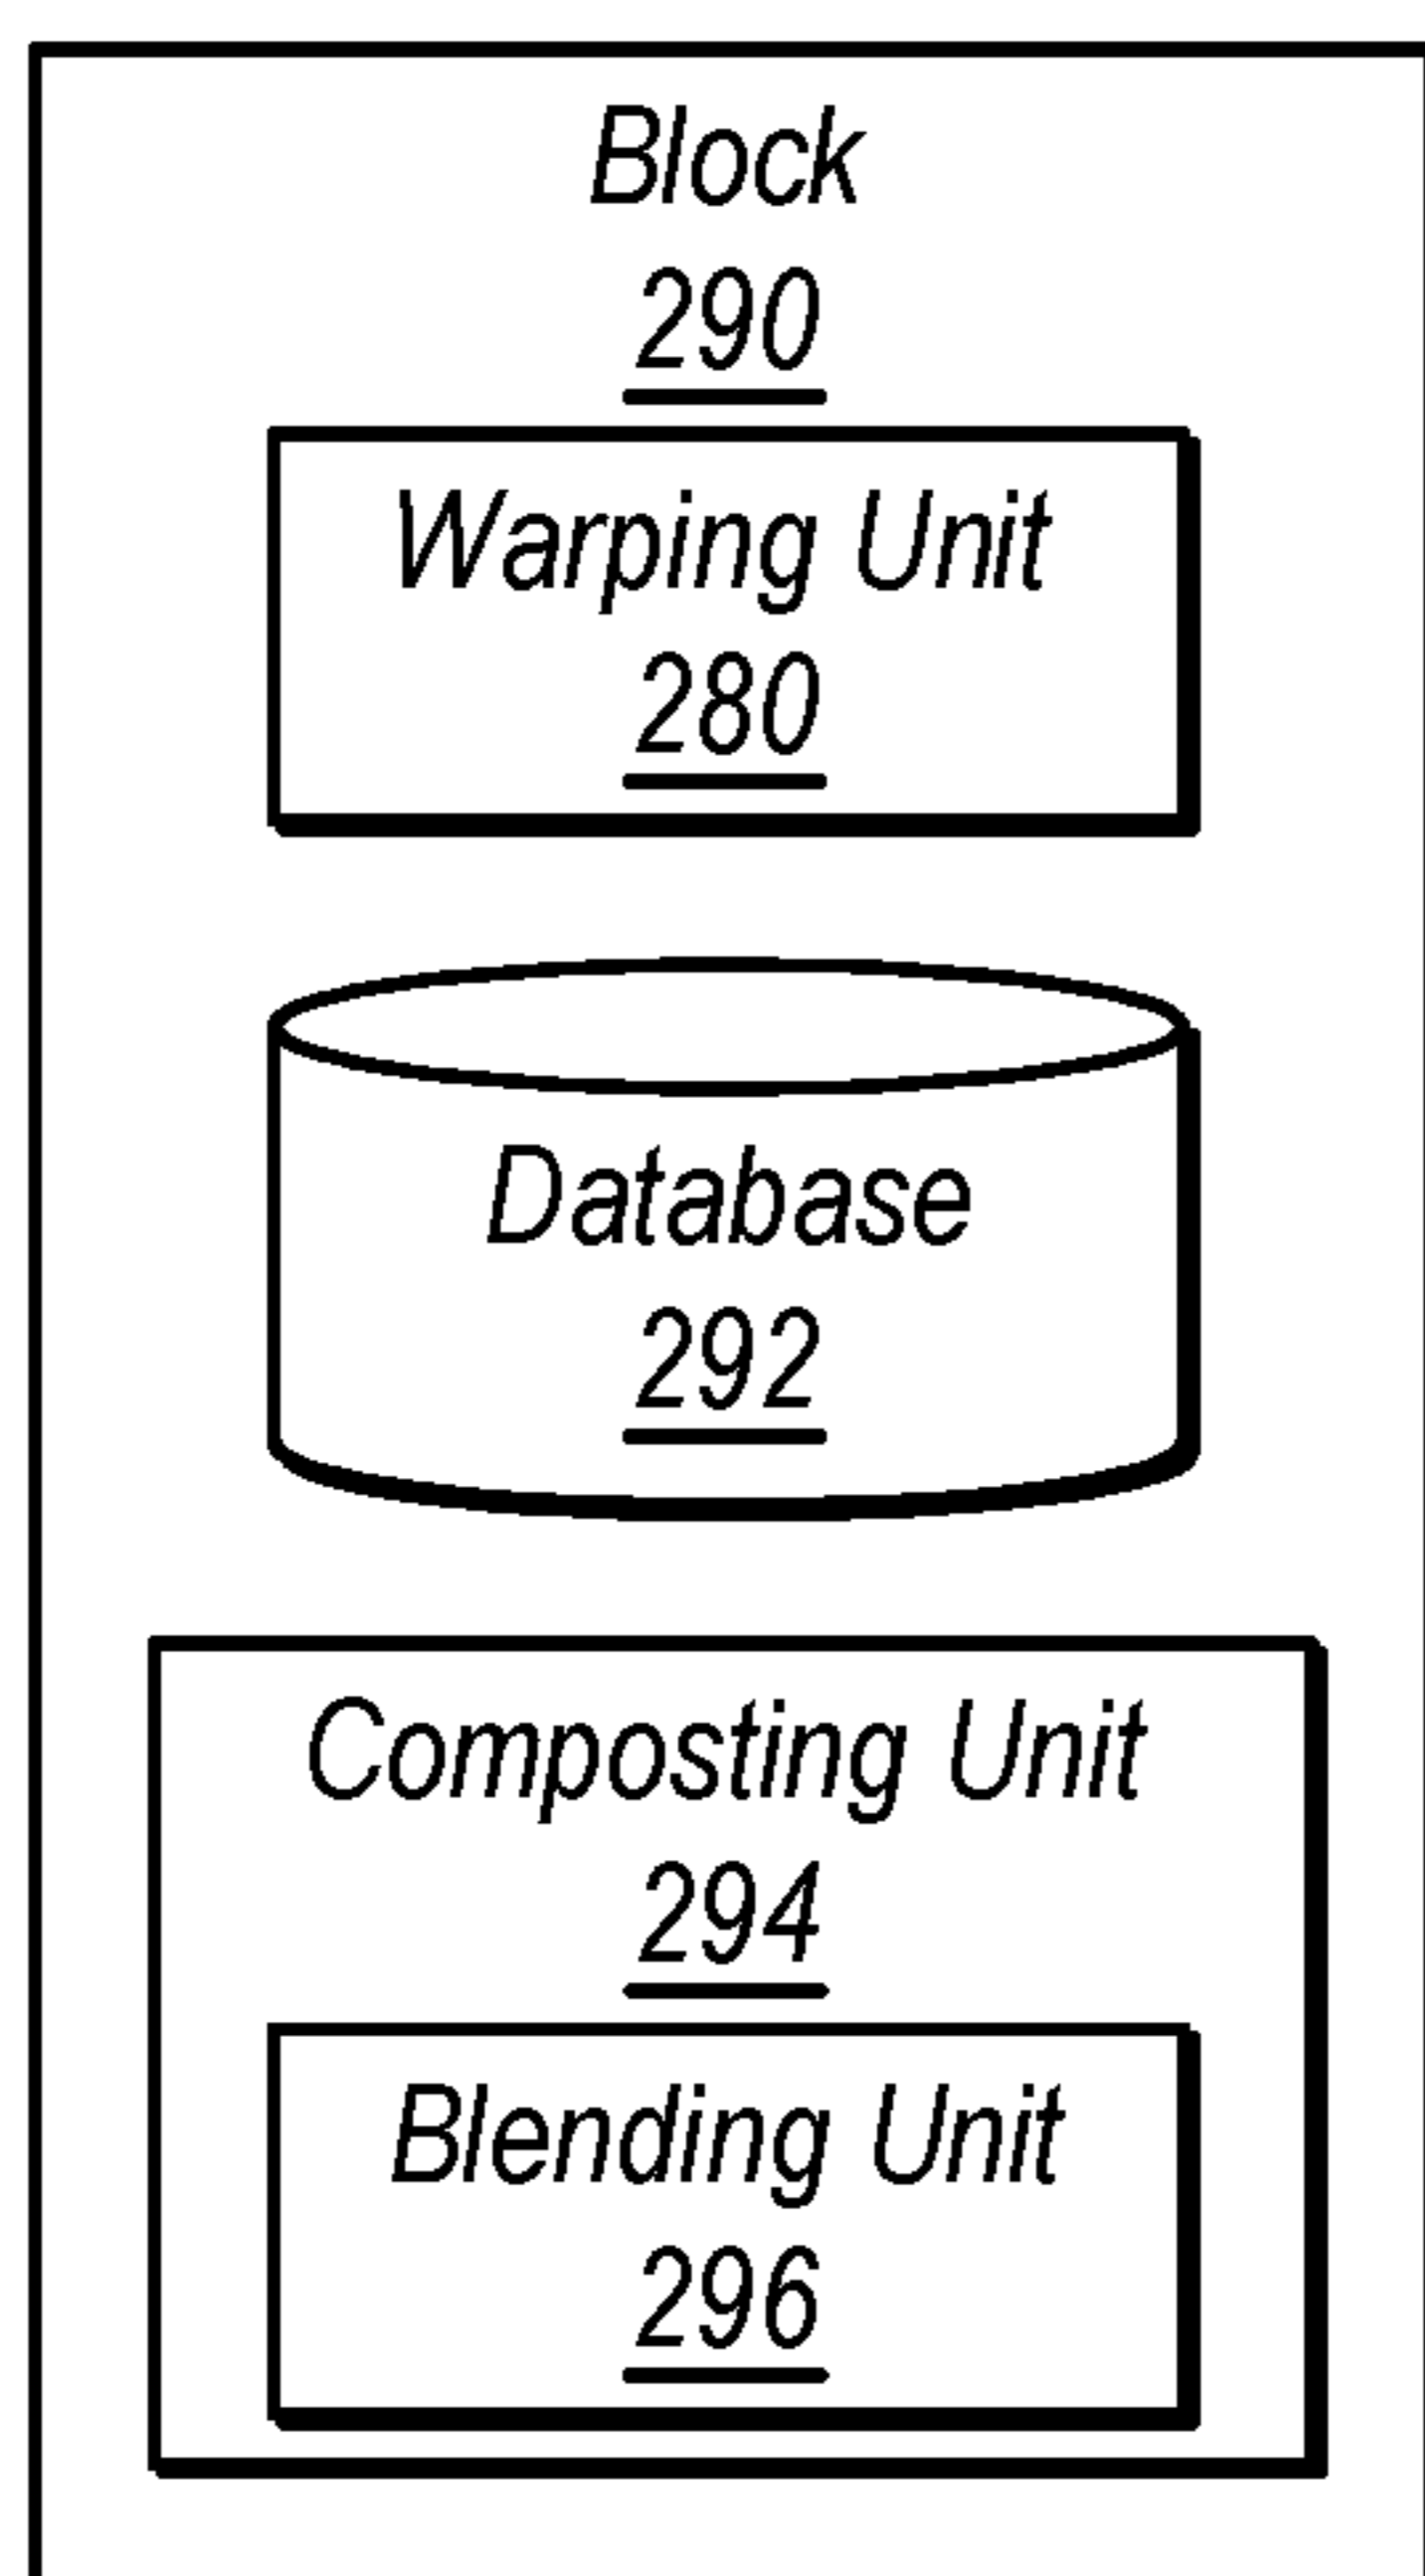 Block
290
Warping Unit
280
Database
292
Composting Unit
294
Blending Unit
296